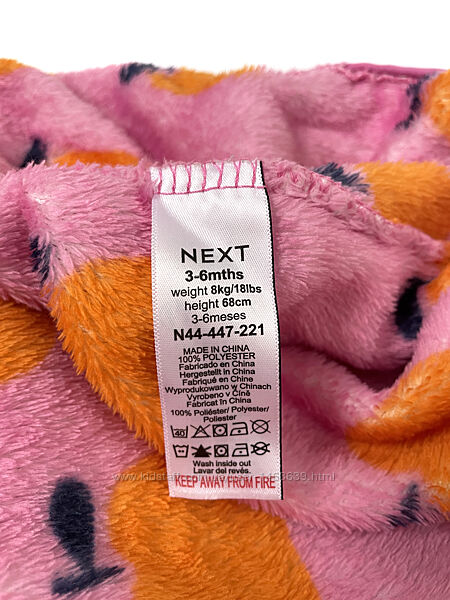 NEXT
3-6mths
weight 8kg/18lbs
height 68cm
3-6meses
N44-447-221
MADE IN CHINA
100% POLYESTER
Fabricado en China
Hergestellt in China
Fabriqué en Chine
Wyprodukowano w Chinach
Vyrobeno v Číně
Fabricat în China
100% Poliéster/ Polyester/
Poliester
40
Wash inside out
Lavar del revés.
KEEP AWAY FROM FIRE